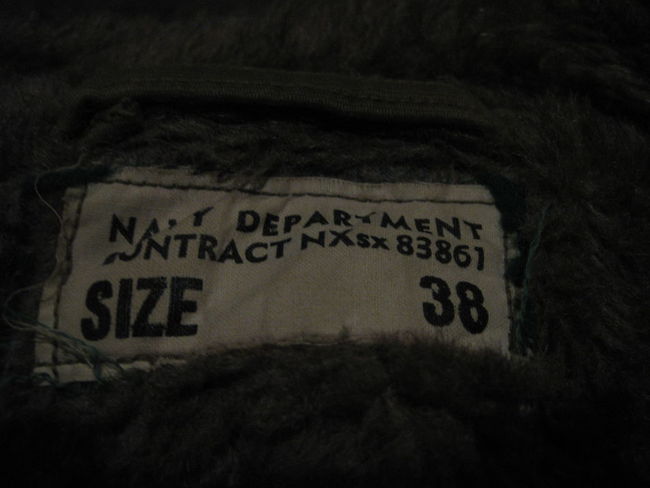 NAVY DEPARTMENT
CONTRACT NXsx 83861
SIZE 38